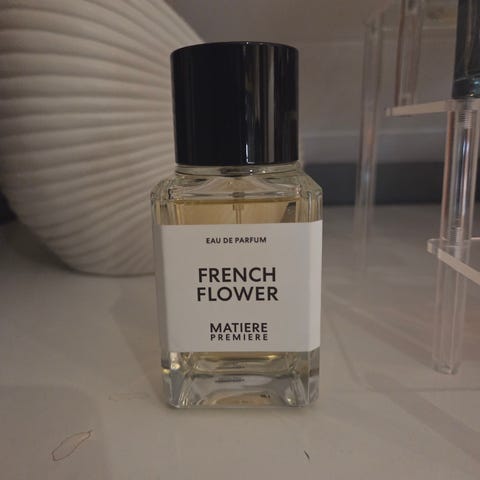 EAU DE PARFUM
FRENCH
FLOWER
MATIERE
PREMIERE